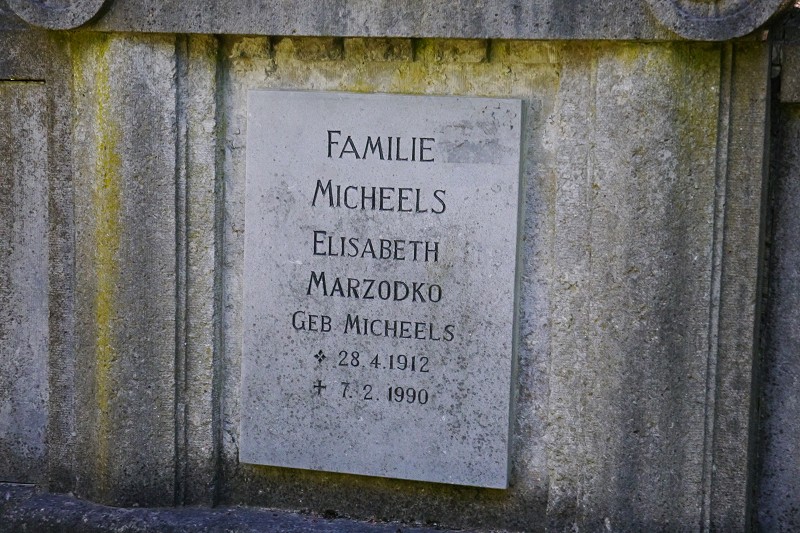 FAMILIE
MICHEELS
ELISABETH
MARZODKO
GEB MICHEELS
28.4.1912
✝ 7.2.1990